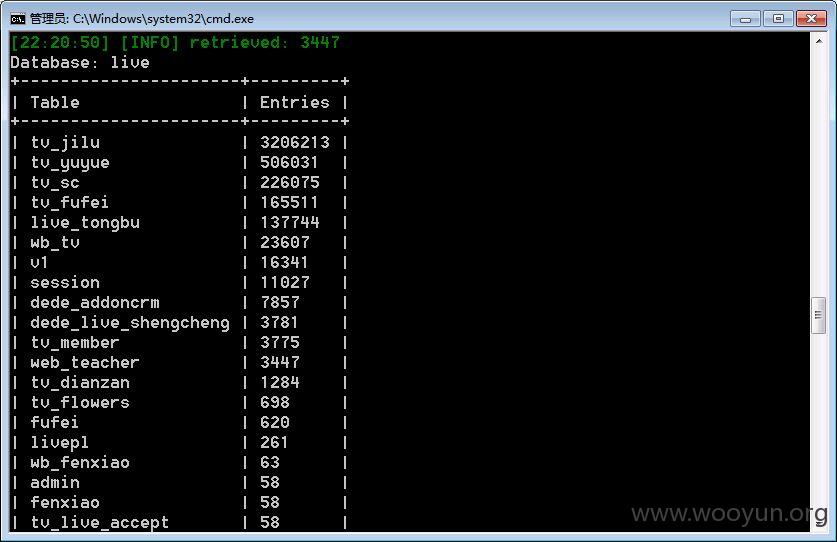 管理员: C:\Windows\system32\cmd.exe
[22:20:50] [INFO] retrieved: 3447
Database: live
+-----------------------+---------+
| Table                 | Entries |
+-----------------------+---------+
| tv_jilu               | 3206213 |
| tv_yuyue              | 506031  |
| tv_sc                 | 226075  |
| tv_fufei              | 165511  |
| live_tongbu           | 137744  |
| wb_tv                 | 23607   |
| v1                    | 16341   |
| session               | 11027   |
| dede_addoncrm         | 7857    |
| dede_live_shengcheng  | 3781    |
| tv_member             | 3775    |
| web_teacher           | 3447    |
| tv_dianzan            | 1284    |
| tv_flowers            | 698     |
| fufei                 | 620     |
| livepl                | 261     |
| wb_fenxiao            | 63      |
| admin                 | 58      |
| fenxiao               | 58      |
| tv_live_accept        | 58      |
www.wooyun.org